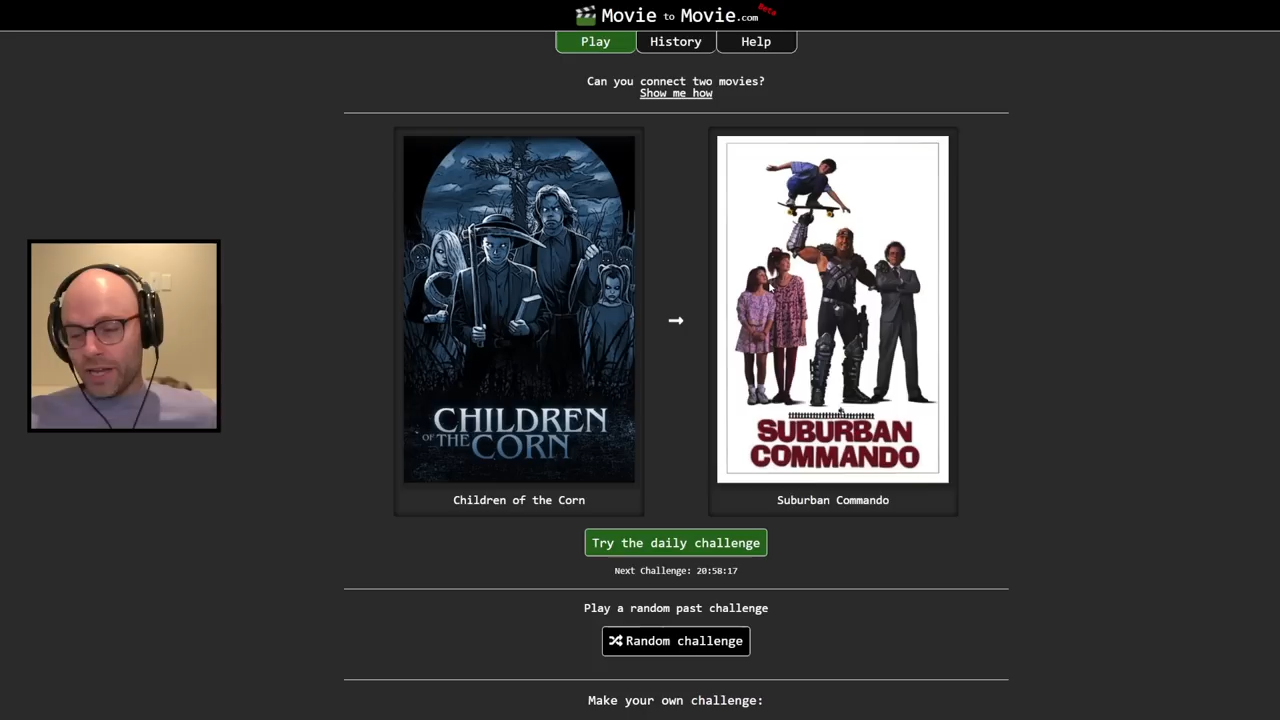 Movie to Movie.com Beta
Play History Help
Can you connect two movies?
Show me how
CHILDREN
OF THE CORN
SUBURBAN
COMMANDO
Children of the Corn
Suburban Commando
Try the daily challenge
Next Challenge: 20:58:17
Play a random past challenge
Random challenge
Make your own challenge: